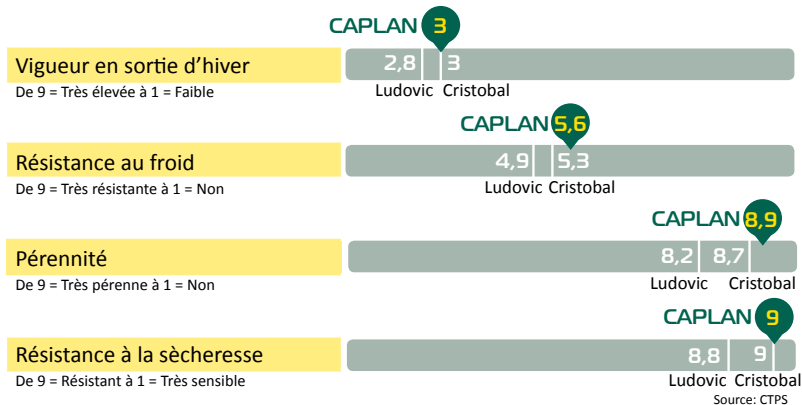 CAPLAN 3
Vigueur en sortie d'hiver
2,8 3
De 9 = Très élevée à 1 = Faible
Ludovic Cristobal
CAPLAN 5,6
Résistance au froid
4,9 5,3
De 9 = Très résistante à 1 = Non
Ludovic Cristobal
CAPLAN 8,9
Pérennité
8,2 8,7
De 9 = Très pérenne à 1 = Non
Ludovic Cristobal
CAPLAN 9
Résistance à la sècheresse
8,8 9
De 9 = Résistant à 1 = Très sensible
Ludovic Cristobal
Source: CTPS